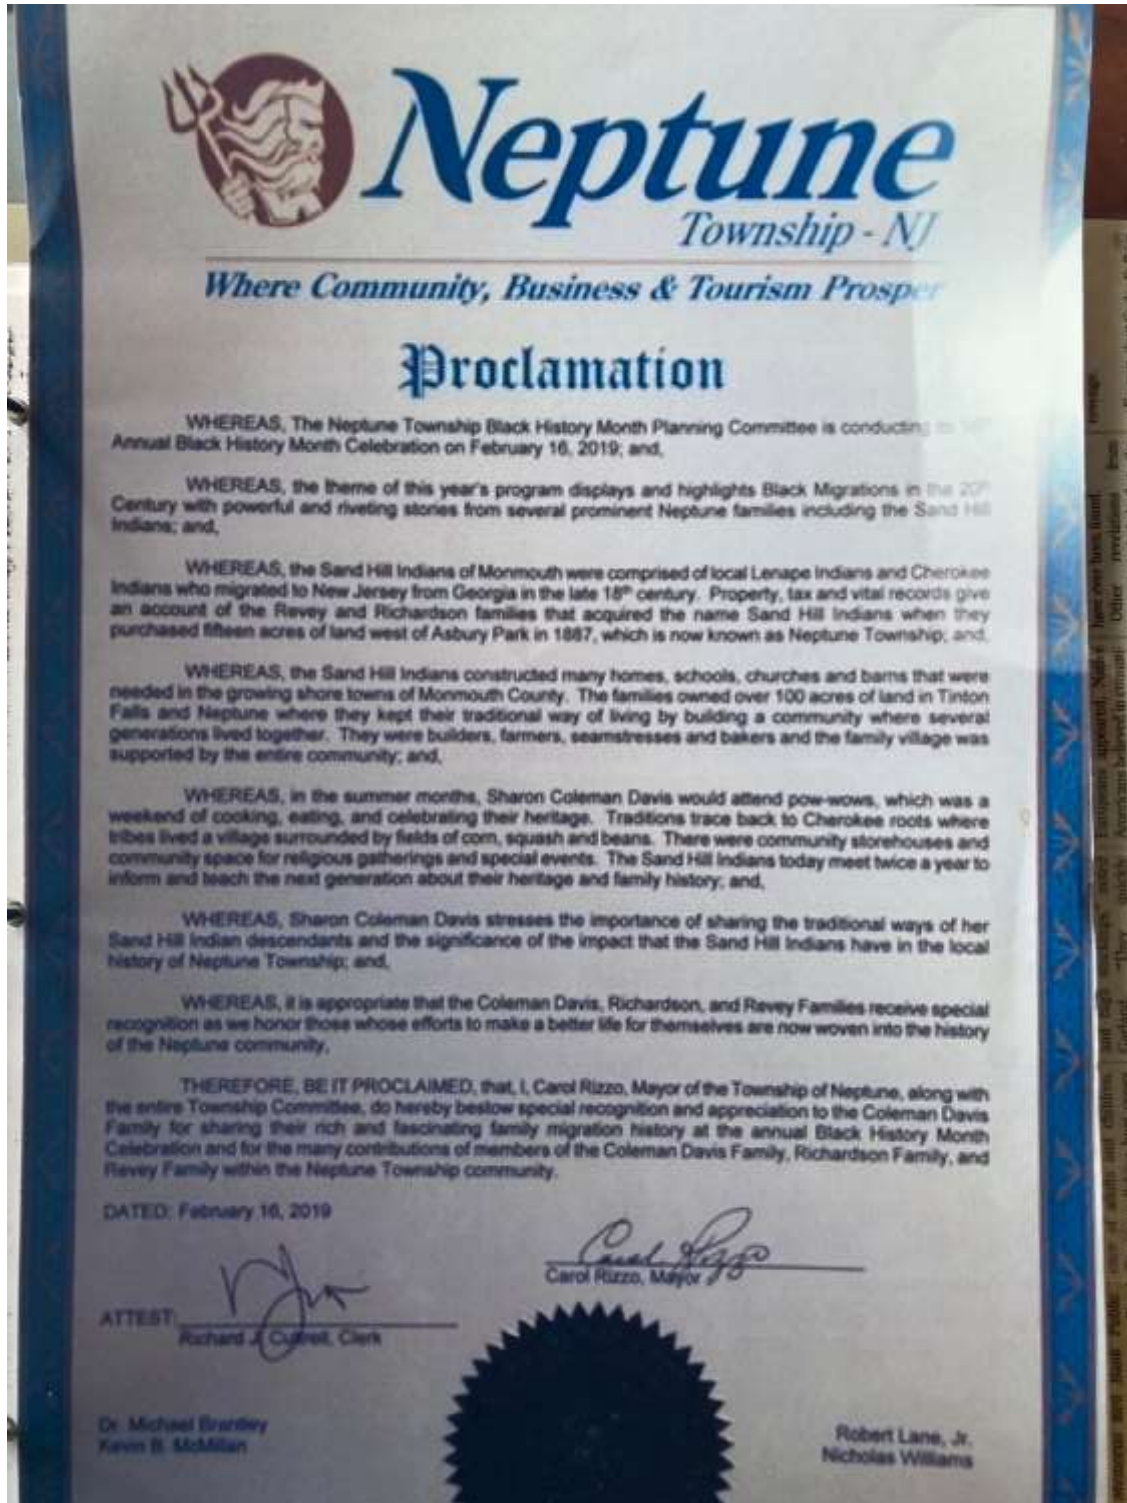 Neptune
Township - NJ
Where Community, Business & Tourism Prosper
Proclamation
WHEREAS, The Neptune Township Black History Month Planning Committee is conducting
Annual Black History Month Celebration on February 16, 2019; and,
WHEREAS, the theme of this year's program displays and highlights Black Migrations in the 20th
Century with powerful and riveting stories from several prominent Neptune families including the Sand Hill
Indians; and,
WHEREAS, the Sand Hill Indians of Monmouth were comprised of local Lenape Indians and Cherokee
Indians who migrated to New Jersey from Georgia in the late 18th century. Property, tax and vital records give
an account of the Revey and Richardson families that acquired the name Sand Hill Indians when they
purchased fifteen acres of land west of Asbury Park in 1887, which is now known as Neptune Township; and,
WHEREAS, the Sand Hill Indians constructed many homes, schools, churches and barns that were
needed in the growing shore towns of Monmouth County. The families owned over 100 acres of land in Tinton
Falls and Neptune where they kept their traditional way of living by building a community where several
generations lived together. They were builders, farmers, seamstresses and bakers and the family village was
supported by the entire community; and,
WHEREAS, in the summer months, Sharon Coleman Davis would attend pow-wows, which was a
weekend of cooking, eating, and celebrating their heritage. Traditions trace back to Cherokee roots where
tribes lived a village surrounded by fields of corn, squash and beans. There were community storehouses and
community space for religious gatherings and special events. The Sand Hill Indians today meet twice a year to
inform and teach the next generation about their heritage and family history; and,
WHEREAS, Sharon Coleman Davis stresses the importance of sharing the traditional ways of her
Sand Hill Indian descendants and the significance of the impact that the Sand Hill Indians have in the local
history of Neptune Township; and,
WHEREAS, it is appropriate that the Coleman Davis, Richardson, and Revey Families receive special
recognition as we honor those whose efforts to make a better life for themselves are now woven into the history
of the Neptune community,
THEREFORE, BE IT PROCLAIMED, that, I, Carol Rizzo, Mayor of the Township of Neptune, along with
the entire Township Committee, do hereby bestow special recognition and appreciation to the Coleman Davis
Family for sharing their rich and fascinating family migration history at the annual Black History Month
Celebration and for the many contributions of members of the Coleman Davis Family, Richardson Family, and
Revey Family within the Neptune Township community.
DATED: February 16, 2019
Carol Rizzo
Carol Rizzo, Mayor
ATTEST:
Richard J. Cuttrell, Clerk
Dr. Michael Brantley
Kevin B. McMillan
Robert Lane, Jr.
Nicholas Williams